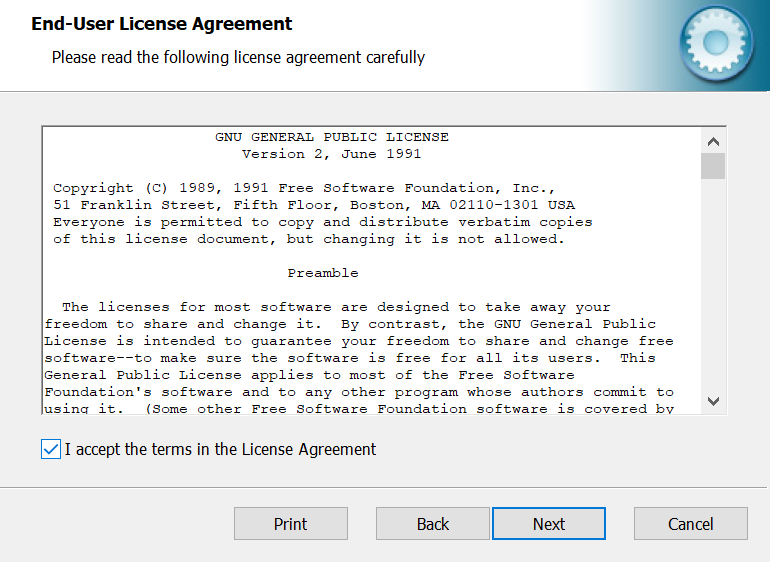 End-User License Agreement
Please read the following license agreement carefully
GNU GENERAL PUBLIC LICENSE
Version 2, June 1991
Copyright (C) 1989, 1991 Free Software Foundation, Inc.,
51 Franklin Street, Fifth Floor, Boston, MA 02110-1301 USA
Everyone is permitted to copy and distribute verbatim copies
of this license document, but changing it is not allowed.
Preamble
The licenses for most software are designed to take away your
freedom to share and change it.  By contrast, the GNU General Public
License is intended to guarantee your freedom to share and change free
software--to make sure the software is free for all its users.  This
General Public License applies to most of the Free Software
Foundation's software and to any other program whose authors commit to
using it.  (Some other Free Software Foundation software is covered by
I accept the terms in the License Agreement
Print Back Next Cancel